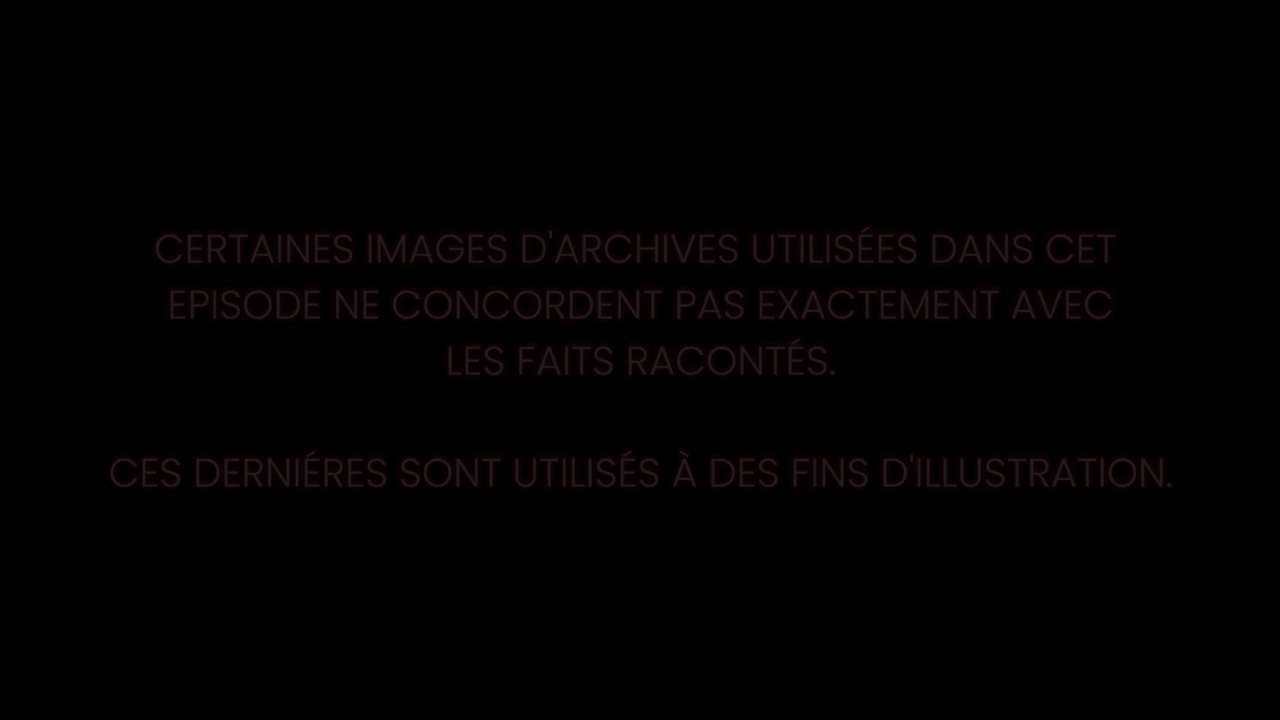 CERTAINES IMAGES D'ARCHIVES UTILISÉES DANS CET
EPISODE NE CONCORDENT PAS EXACTEMENT AVEC
LES FAITS RACONTÉS.
CES DERNIÉRES SONT UTILISÉS À DES FINS D'ILLUSTRATION.